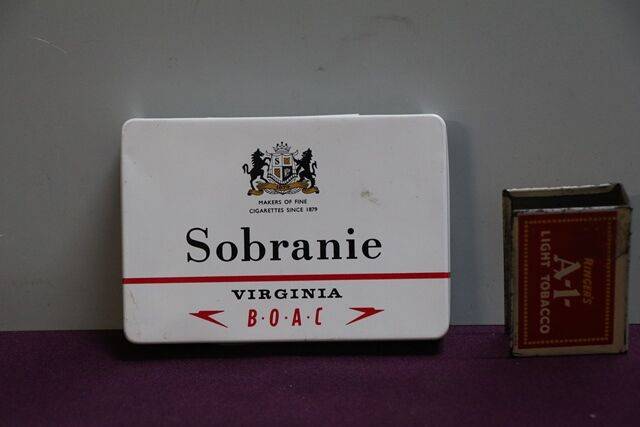 MAKERS OF FINE
CIGARETTES SINCE 1879
Sobranie
VIRGINIA
B·O·A·C
A-1-
LIGHT TOBACCO